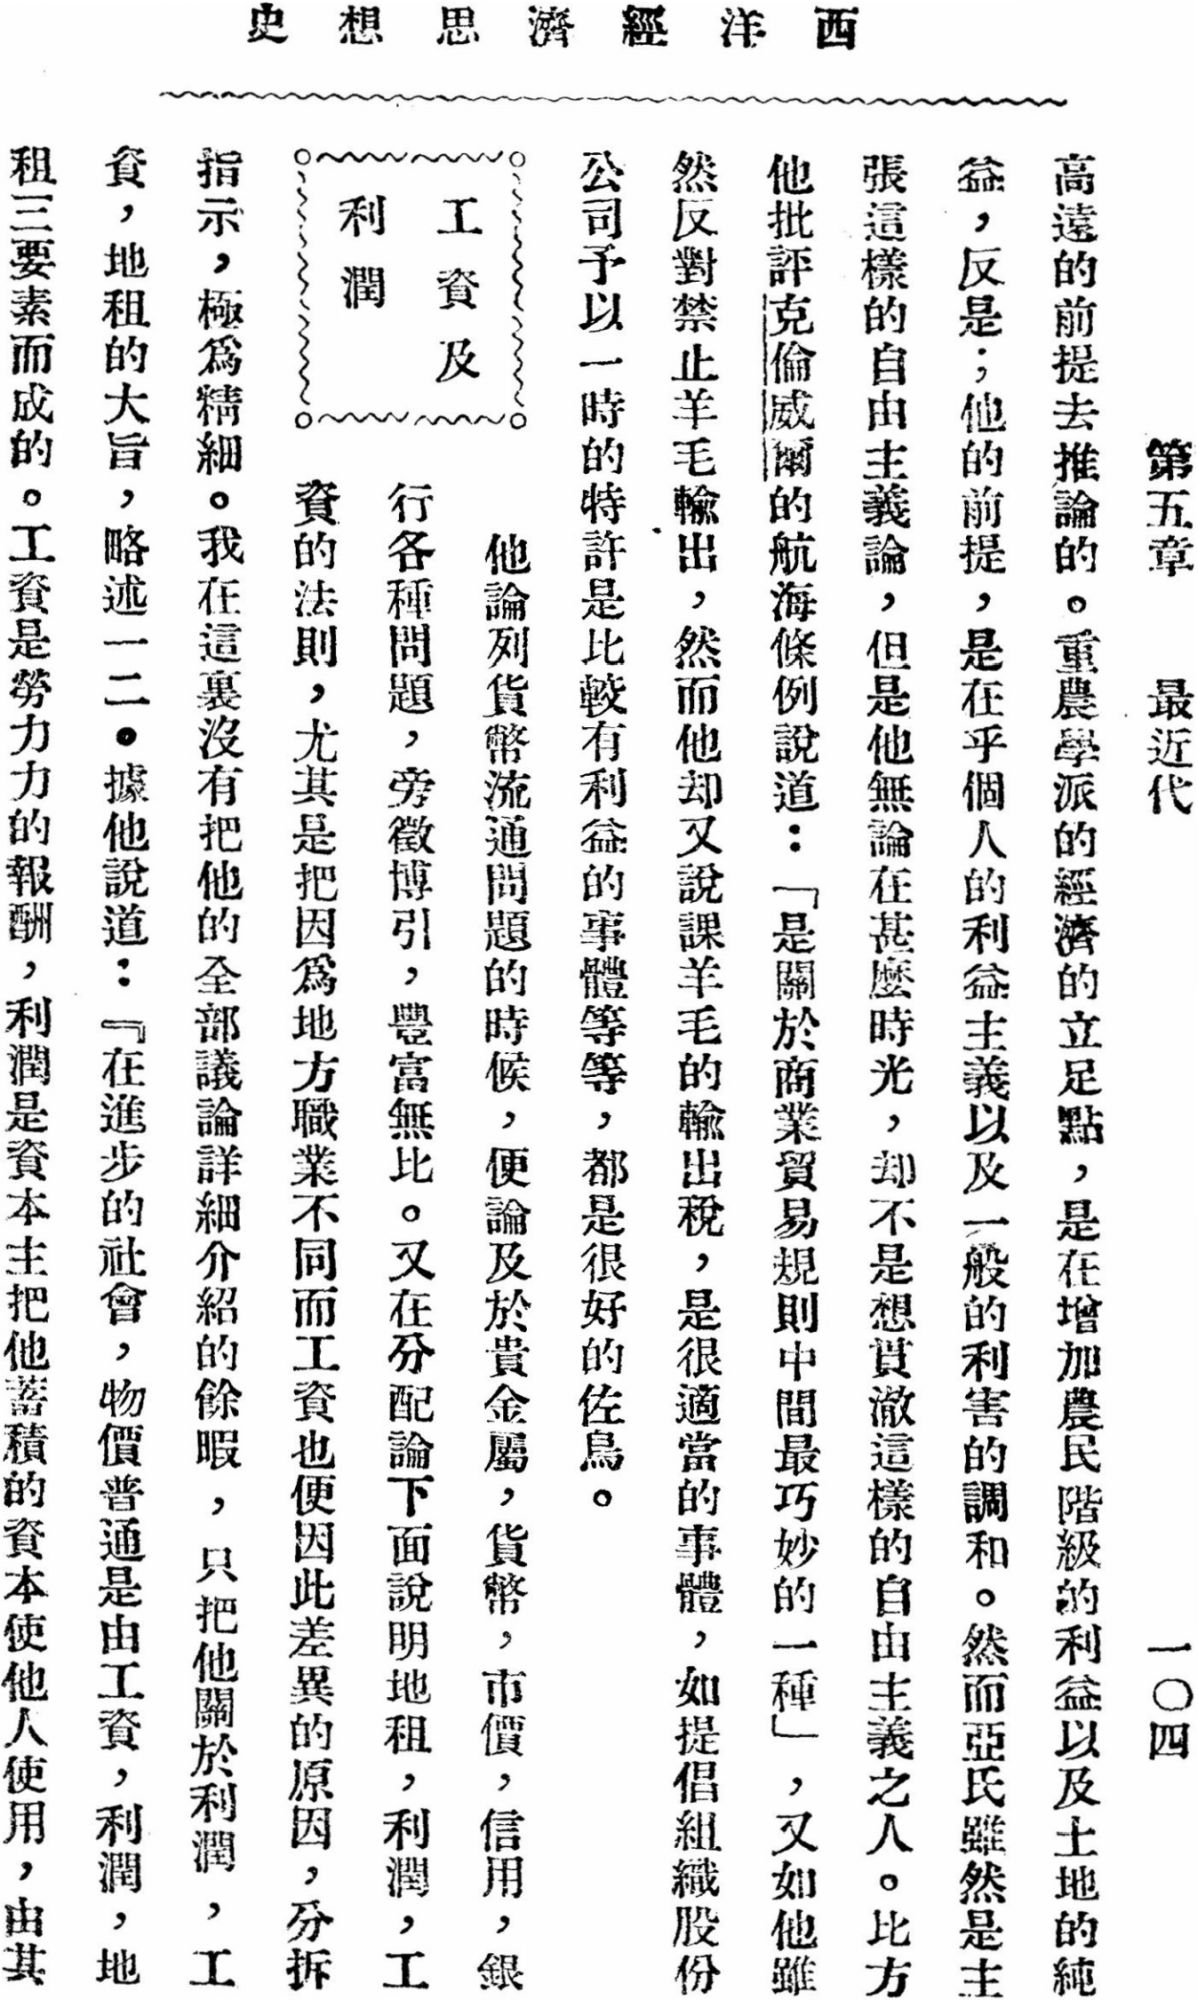 西洋經濟思想史
第五章　最近代　一〇四
高遠的前提去推論的。重農學派的經濟的立足點，是在增加農民階級的利益以及土地的純
益，反是；他的前提，是在乎個人的利益主義以及一般的利害的調和。然而亞氏雖然是主
張這樣的自由主義論，但是他無論在甚麼時光，却不是想貫澈這樣的自由主義之人。比方
他批評克倫威爾的航海條例說道：「是關於商業貿易規則中間最巧妙的一種」，又如他雖
然反對禁止羊毛輸出，然而他却又說課羊毛的輸出稅，是很適當的事體，如提倡組織股份
公司予以一時的特許是比較有利益的事體等等，都是很好的佐鳥。
工資及
利潤
他論列貨幣流通問題的時候，便論及於貴金屬，貨幣，市價，信用，銀
行各種問題，旁徵博引，豐富無比。又在分配論下面說明地租，利潤，工
資的法則，尤其是把因爲地方職業不同而工資也便因此差異的原因，分拆
指示，極爲精細。我在這裏沒有把他的全部議論詳細介紹的餘暇，只把他關於利潤，工
資，地租的大旨，略述一二。據他說道：『在進步的社會，物價普通是由工資，利潤，地
租三要素而成的。工資是勞力力的報酬，利潤是資本主把他蓄積的資本使他人使用，由其